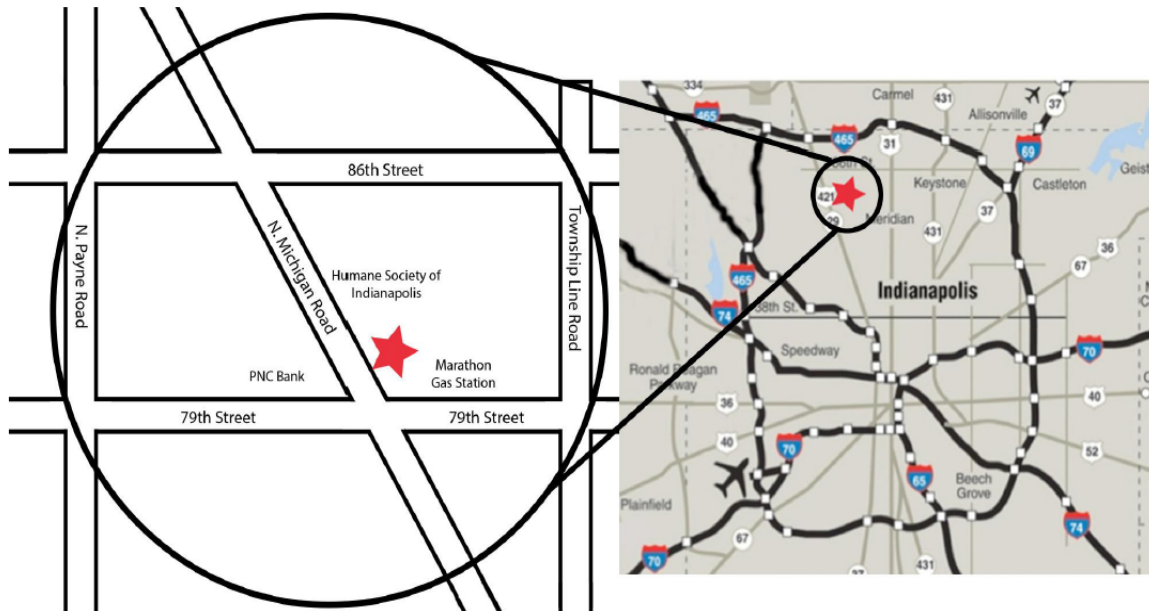 86th Street
N. Payne Road
N. Michigan Road
Township Line Road
Humane Society of
Indianapolis
PNC Bank
Marathon
Gas Station
79th Street
79th Street
334
Carmel
431
37
Allisonville
465
465
31
69
Keystone
Castleton
Geist
421
Meridian
29
37
431
36
67
465
Indianapolis
74
38th St.
Speedway
70
Ronald Reagan
Parkway
36
40
40
70
52
65
Beech
Grove
Plainfield
74
67
70
431
37